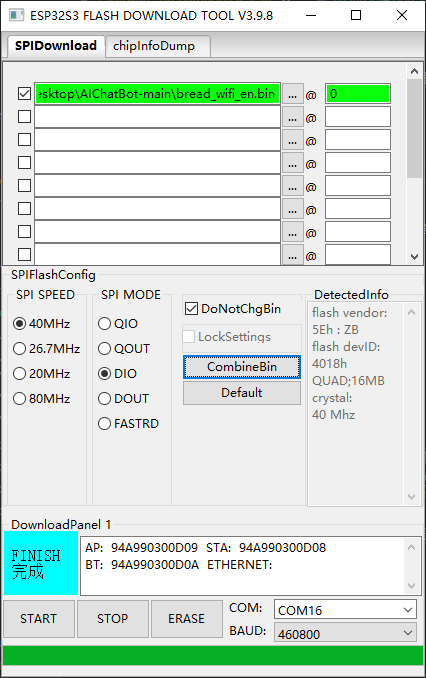 ESP32S3 FLASH DOWNLOAD TOOL V3.9.8
SPIDownload chipInfoDump
esktop\AIChatBot-main\bread_wifi_en.bin ... @ 0
... @
... @
... @
... @
... @
... @
... @
SPIFlashConfig
SPI SPEED
40MHz
26.7MHz
20MHz
80MHz
SPI MODE
QIO
QOUT
DIO
DOUT
FASTRD
DoNotChgBin
LockSettings
CombineBin
Default
DetectedInfo
flash vendor:
5Eh : ZB
flash devID:
4018h
QUAD;16MB
crystal:
40 Mhz
DownloadPanel 1
FINISH
完成
AP: 94A990300D09 STA: 94A990300D08
BT: 94A990300D0A ETHERNET:
START STOP ERASE
COM: COM16
BAUD: 460800